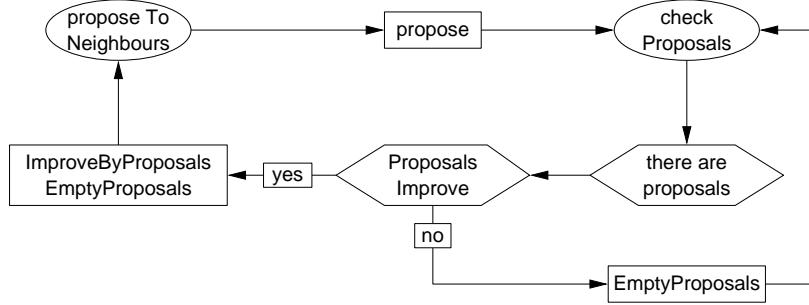 propose To
Neighbours
propose
check
Proposals
ImproveByProposals
EmptyProposals
yes
Proposals
Improve
there are
proposals
no
EmptyProposals